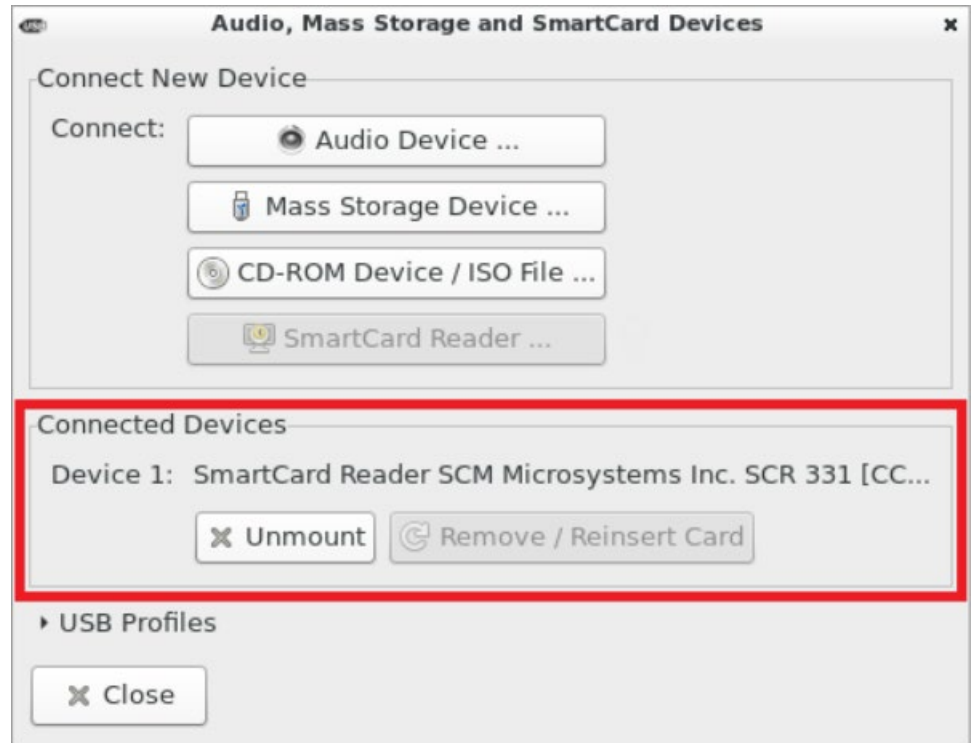 Audio, Mass Storage and SmartCard Devices
Connect New Device
Connect: Audio Device ...
Mass Storage Device ...
CD-ROM Device / ISO File ...
SmartCard Reader ...
Connected Devices
Device 1: SmartCard Reader SCM Microsystems Inc. SCR 331 [CC...
Unmount Remove / Reinsert Card
USB Profiles
Close